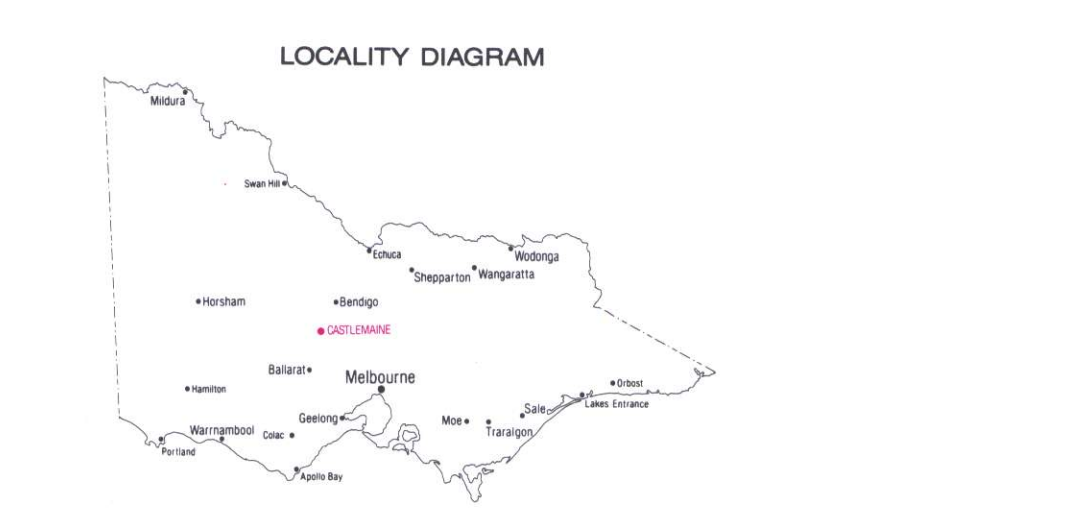 LOCALITY DIAGRAM
Mildura
Swan Hill
Echuca
Wodonga
Shepparton
Wangaratta
Horsham
Bendigo
CASTLEMAINE
Ballarat
Melbourne
Hamilton
Orbost
Lakes Entrance
Sale
Geelong
Moe
Traralgon
Warrnambool
Colac
Portland
Apollo Bay